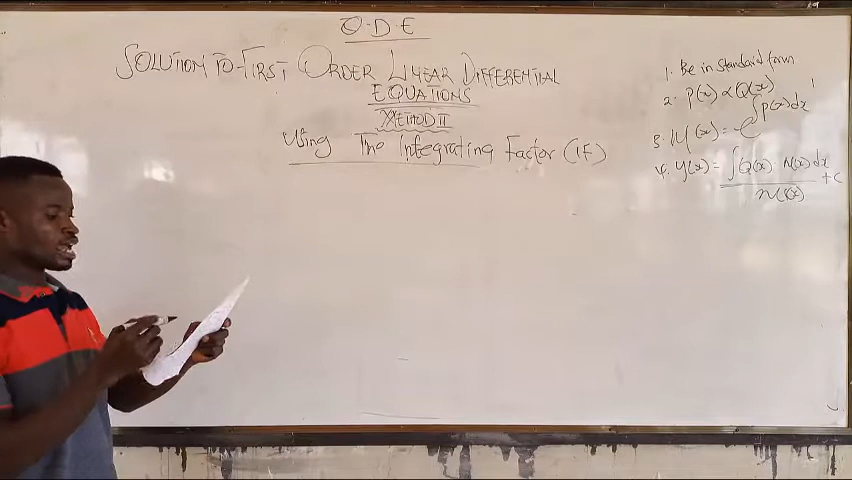 O.D.E
SOLUTION TO FIRST ORDER LINEAR DIFFERENTIAL
EQUATIONS
METHOD II
Using The Integrating Factor (IF)
1. Be in Standard form
2. P(x) & Q(x)
3. μ(x) = e^∫P(x)dx
4. y(x) = ∫Q(x) μ(x)dx / μ(x) + C